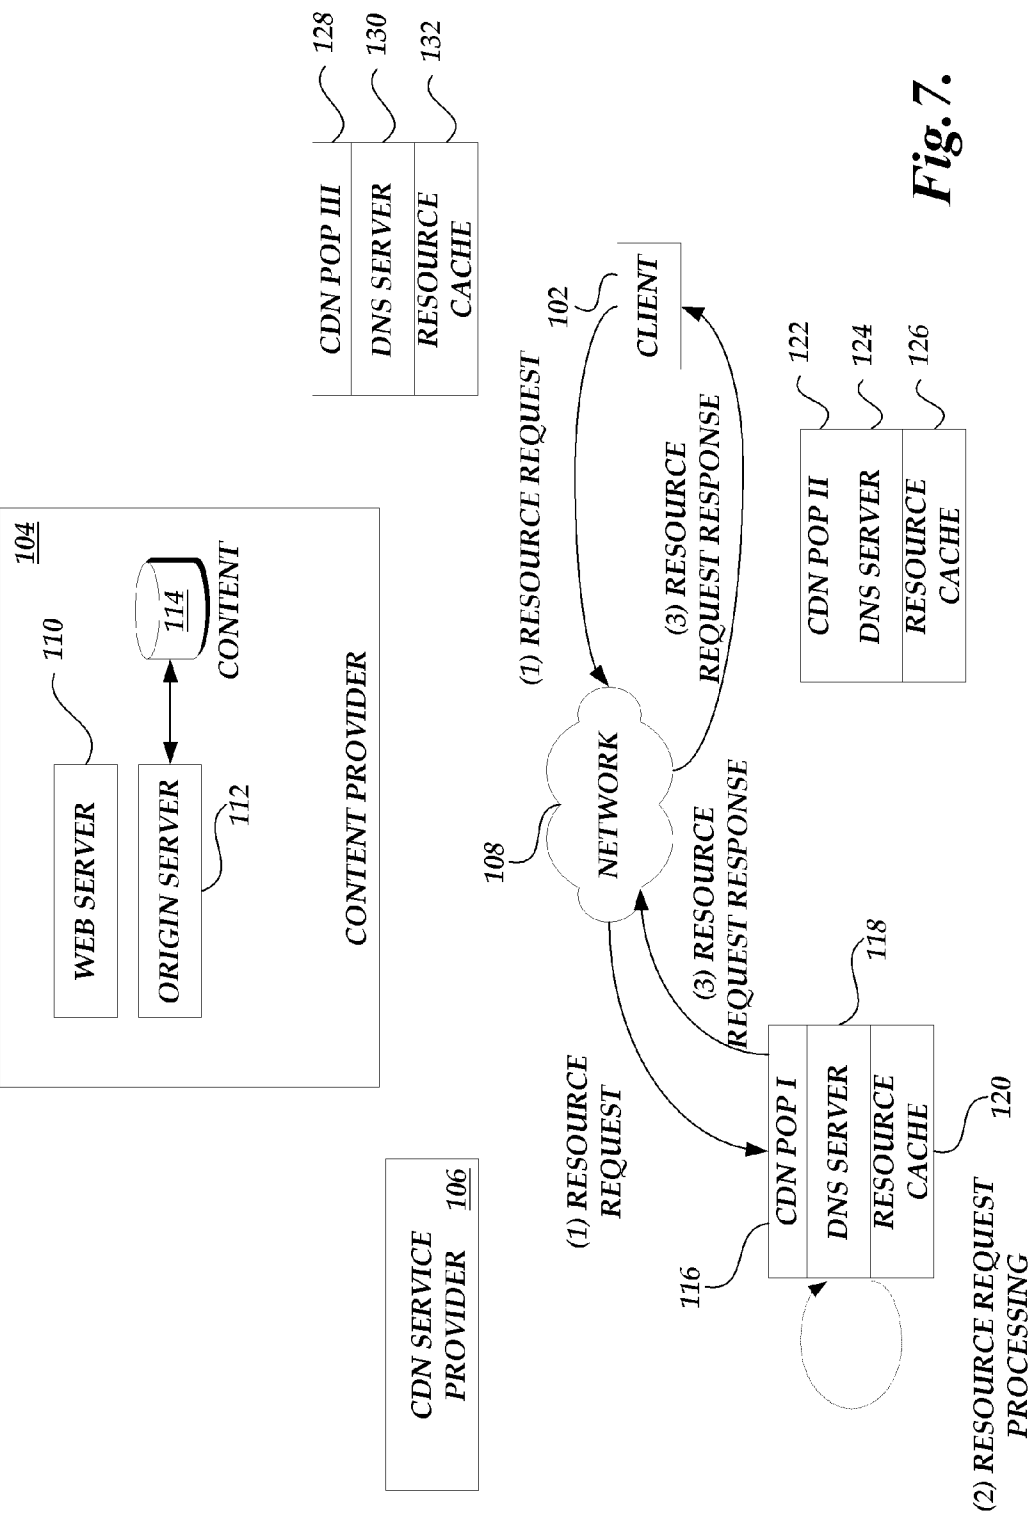 104
WEB SERVER
110
ORIGIN SERVER
112
114
CONTENT
CONTENT PROVIDER
CDN SERVICE
PROVIDER
106
CDN POP III
DNS SERVER
RESOURCE
CACHE
128
130
132
(1) RESOURCE REQUEST
102
CLIENT
(3) RESOURCE
REQUEST RESPONSE
108
NETWORK
(1) RESOURCE
REQUEST
(3) RESOURCE
REQUEST RESPONSE
116
CDN POP I
DNS SERVER
RESOURCE
CACHE
118
120
(2) RESOURCE REQUEST
PROCESSING
CDN POP II
DNS SERVER
RESOURCE
CACHE
122
124
126
Fig.7.